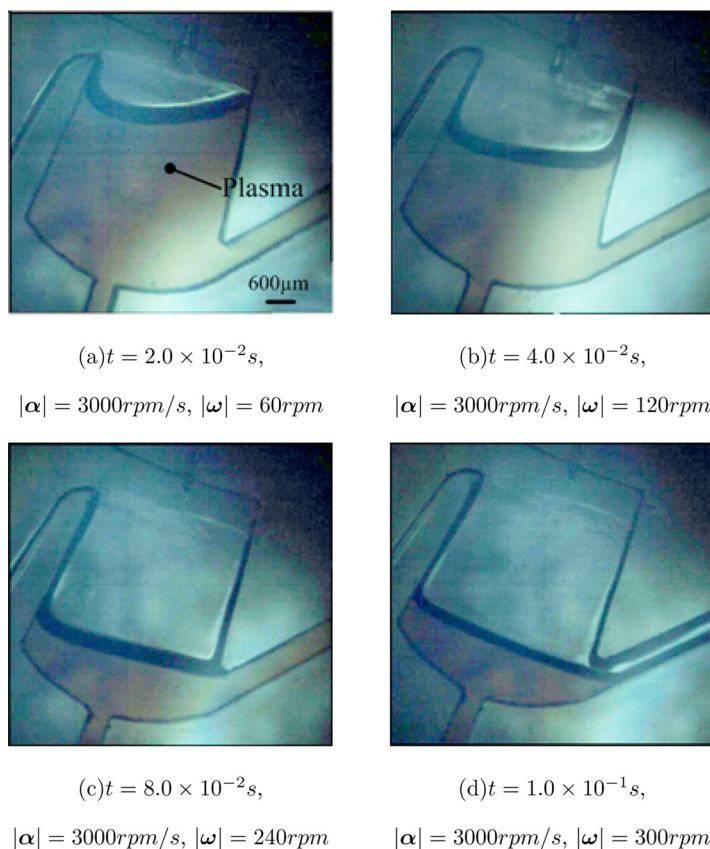 Plasma
600μm
(a)t = 2.0 × 10⁻²s,
|α| = 3000rpm/s, |ω| = 60rpm
(b)t = 4.0 × 10⁻²s,
|α| = 3000rpm/s, |ω| = 120rpm
(c)t = 8.0 × 10⁻²s,
|α| = 3000rpm/s, |ω| = 240rpm
(d)t = 1.0 × 10⁻¹s,
|α| = 3000rpm/s, |ω| = 300rpm